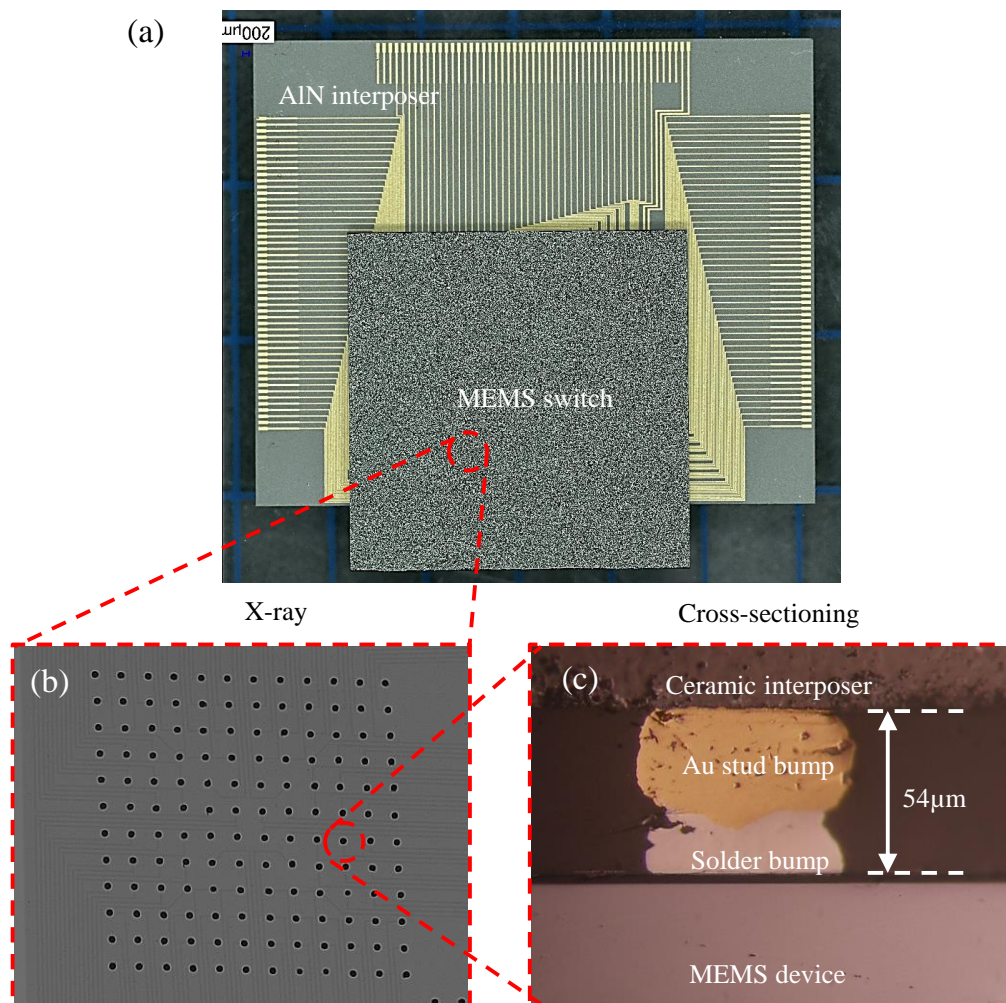 (a)
200µm
AlN interposer
MEMS switch
X-ray
Cross-sectioning
(b)
(c)
Ceramic interposer
Au stud bump
54µm
Solder bump
MEMS device